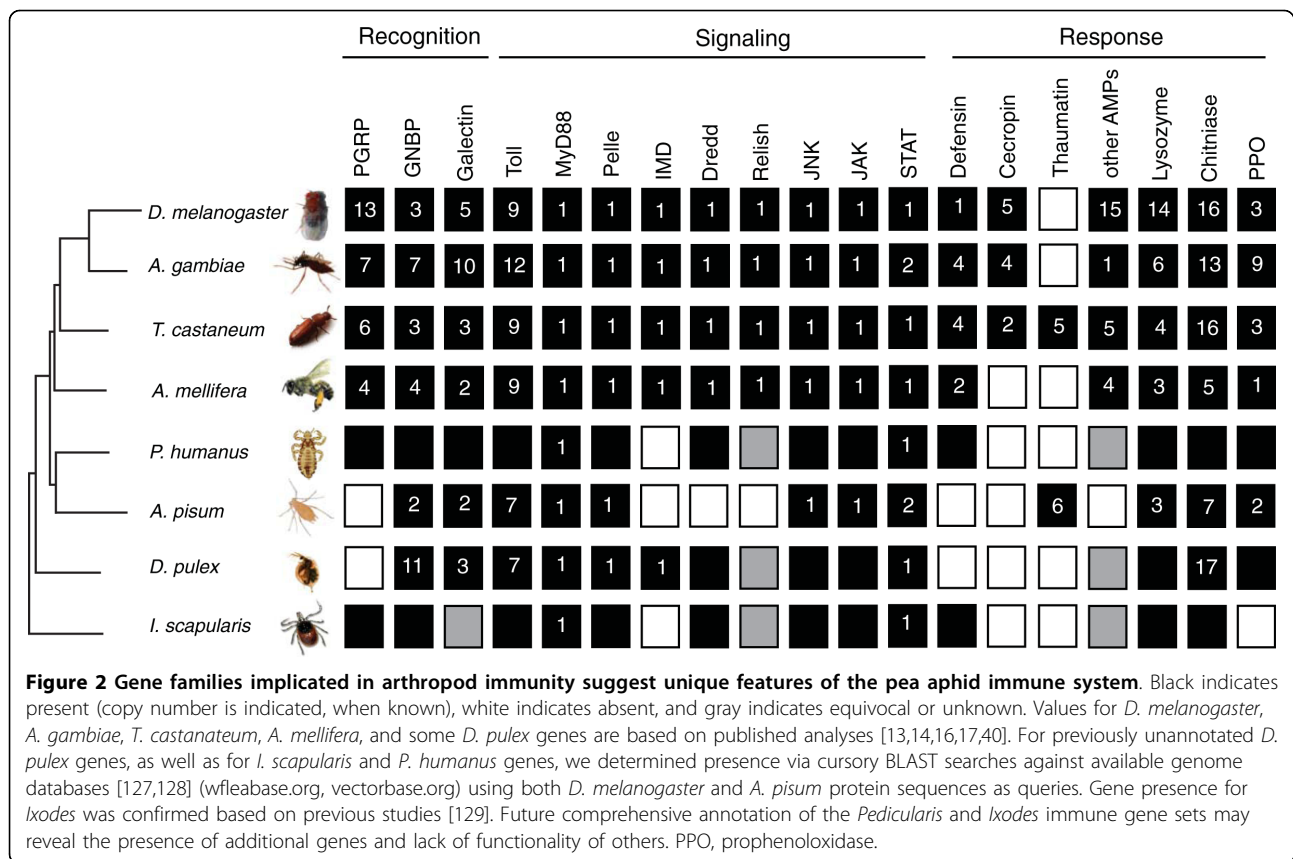 Recognition Signaling Response
PGRP GNBP Galectin Toll MyD88 Pelle IMD Dredd Relish JNK JAK STAT Defensin Cecropin Thaumatin other AMPs Lysozyme Chitniase PPO
D. melanogaster 13 3 5 9 1 1 1 1 1 1 1 1 1 5 15 14 16 3
A. gambiae 7 7 10 12 1 1 1 1 1 1 1 2 4 4 1 6 13 9
T. castaneum 6 3 3 9 1 1 1 1 1 1 1 1 4 2 5 5 4 16 3
A. mellifera 4 4 2 9 1 1 1 1 1 1 1 1 2 4 3 5 1
P. humanus 1 1
A. pisum 2 2 7 1 1 1 1 2 6 3 7 2
D. pulex 11 3 7 1 1 1 1 17
I. scapularis 1 1
Figure 2 Gene families implicated in arthropod immunity suggest unique features of the pea aphid immune system. Black indicates
present (copy number is indicated, when known), white indicates absent, and gray indicates equivocal or unknown. Values for D. melanogaster,
A. gambiae, T. castanateum, A. mellifera, and some D. pulex genes are based on published analyses [13,14,16,17,40]. For previously unannotated D.
pulex genes, as well as for I. scapularis and P. humanus genes, we determined presence via cursory BLAST searches against available genome
databases [127,128] (wfleabase.org, vectorbase.org) using both D. melanogaster and A. pisum protein sequences as queries. Gene presence for
Ixodes was confirmed based on previous studies [129]. Future comprehensive annotation of the Pedicularis and Ixodes immune gene sets may
reveal the presence of additional genes and lack of functionality of others. PPO, prophenoloxidase.